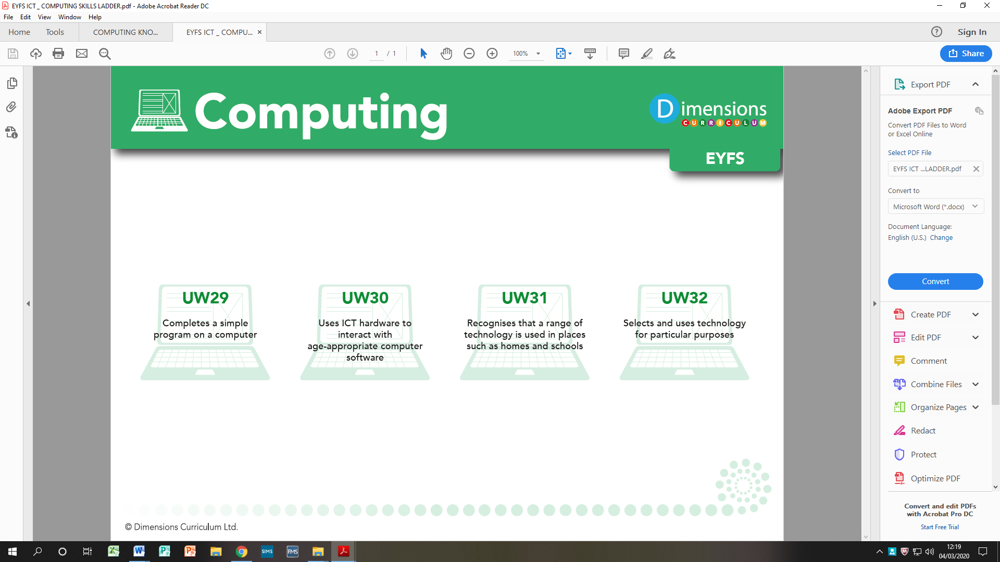 EYFS ICT _ COMPUTING SKILLS LADDER.pdf - Adobe Acrobat Reader DC
File Edit View Window Help
Home Tools COMPUTING KNO... EYFS ICT _ COMPU... Sign In
1 / 1 100% Share
Computing
Dimensions
CURRICULUM
EYFS
UW29
Completes a simple
program on a computer
UW30
Uses ICT hardware to
interact with
age-appropriate computer
software
UW31
Recognises that a range of
technology is used in places
such as homes and schools
UW32
Selects and uses technology
for particular purposes
© Dimensions Curriculum Ltd.
Export PDF
Adobe Export PDF
Convert PDF Files to Word
or Excel Online
Select PDF File
EYFS ICT ...LADDER.pdf
Convert to
Microsoft Word (*.docx)
Document Language:
English (U.S.) Change
Convert
Create PDF
Edit PDF
Comment
Combine Files
Organize Pages
Redact
Protect
Optimize PDF
Convert and edit PDFs
with Acrobat Pro DC
Start Free Trial
SIMS FMS
12:19
04/03/2020